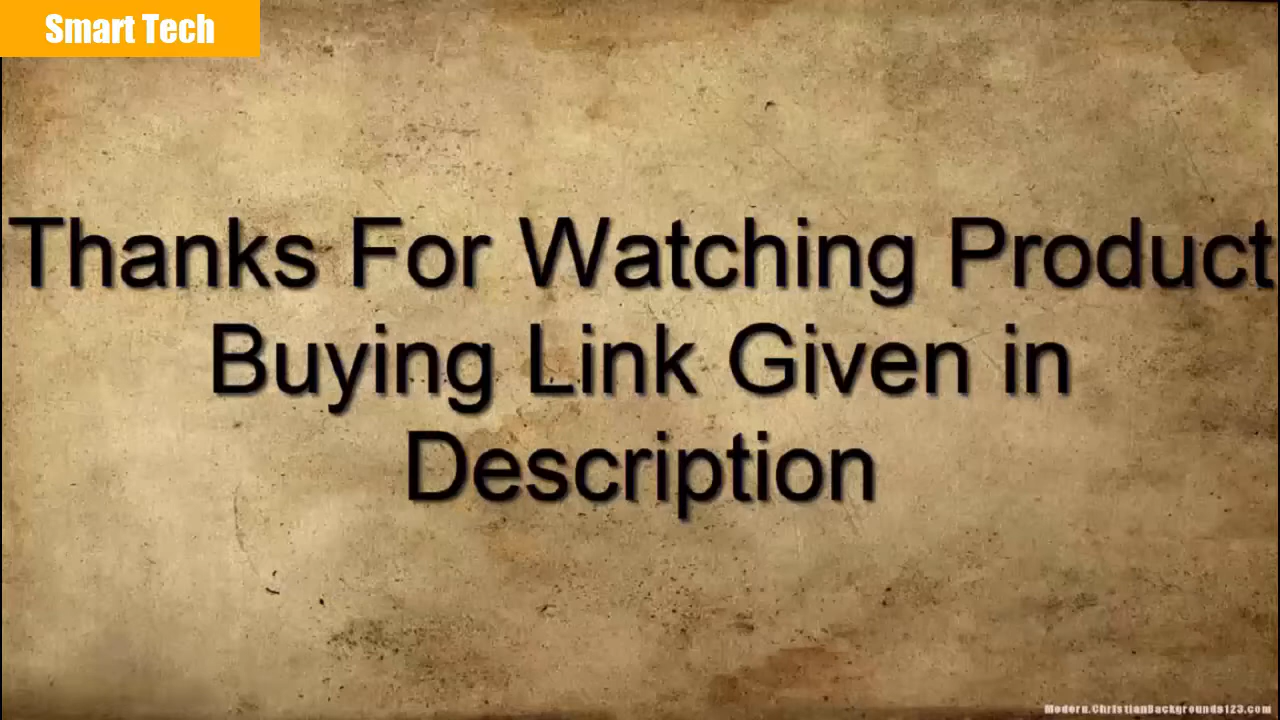 Smart Tech
Thanks For Watching Product
Buying Link Given in
Description
Modern.ChristianBackgrounds123.com